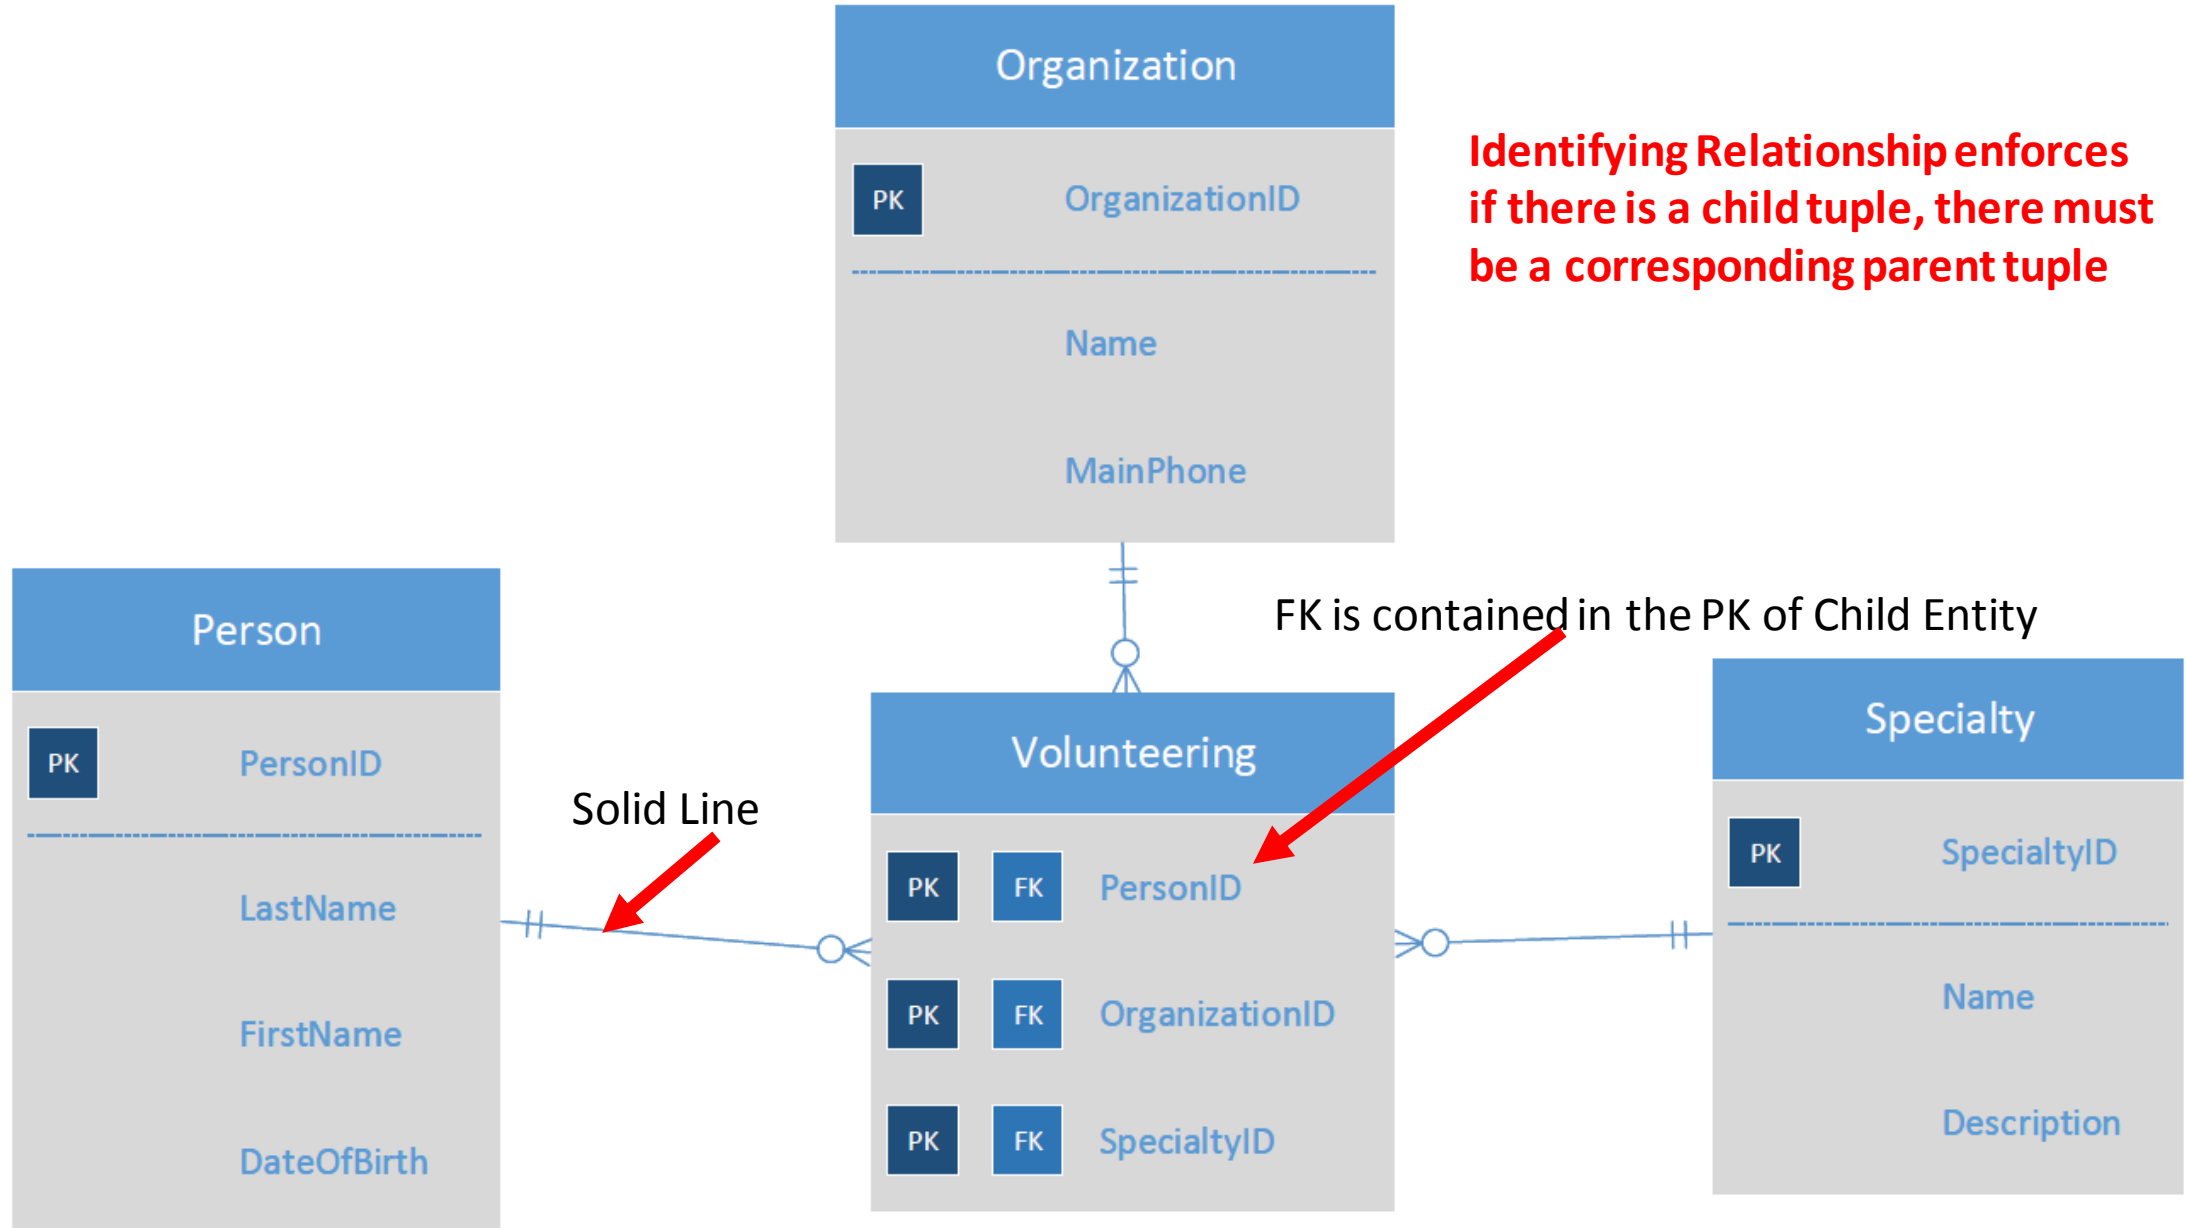 Organization
PK OrganizationID
Name
MainPhone
Identifying Relationship enforces
if there is a child tuple, there must
be a corresponding parent tuple
FK is contained in the PK of Child Entity
Person
PK PersonID
LastName
FirstName
DateOfBirth
Solid Line
Volunteering
PK FK PersonID
PK FK OrganizationID
PK FK SpecialtyID
Specialty
PK SpecialtyID
Name
Description